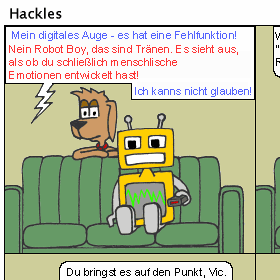 Hackles
Mein digitales Auge - es hat eine Fehlfunktion!
Nein Robot Boy, das sind Tränen. Es sieht aus,
als ob du schließlich menschlische
Emotionen entwickelt hast!
Ich kanns nicht glauben!
Du bringst es auf den Punkt, Vic.